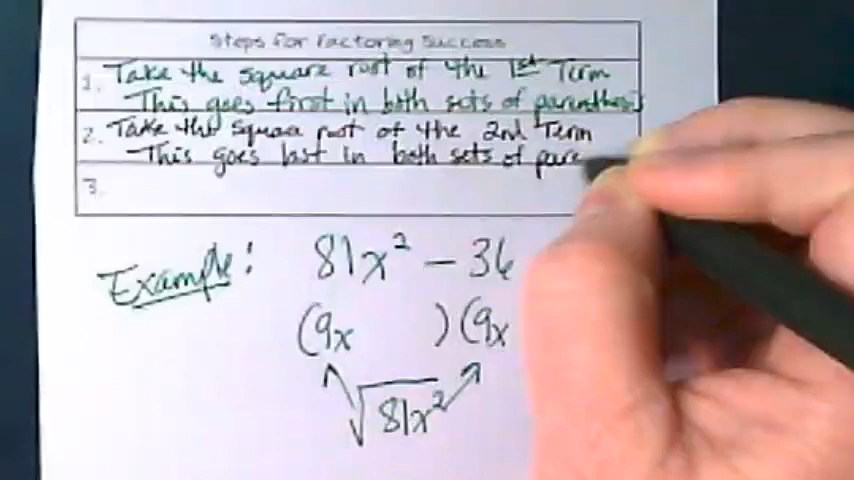 Steps for Factoring Success
1. Take the square root of the 1st Term
This goes first in both sets of parenthesis
2. Take the square root of the 2nd Term
This goes last in both sets of pare
3.
Example: 81x² - 36
(9x )(9x
√81x²